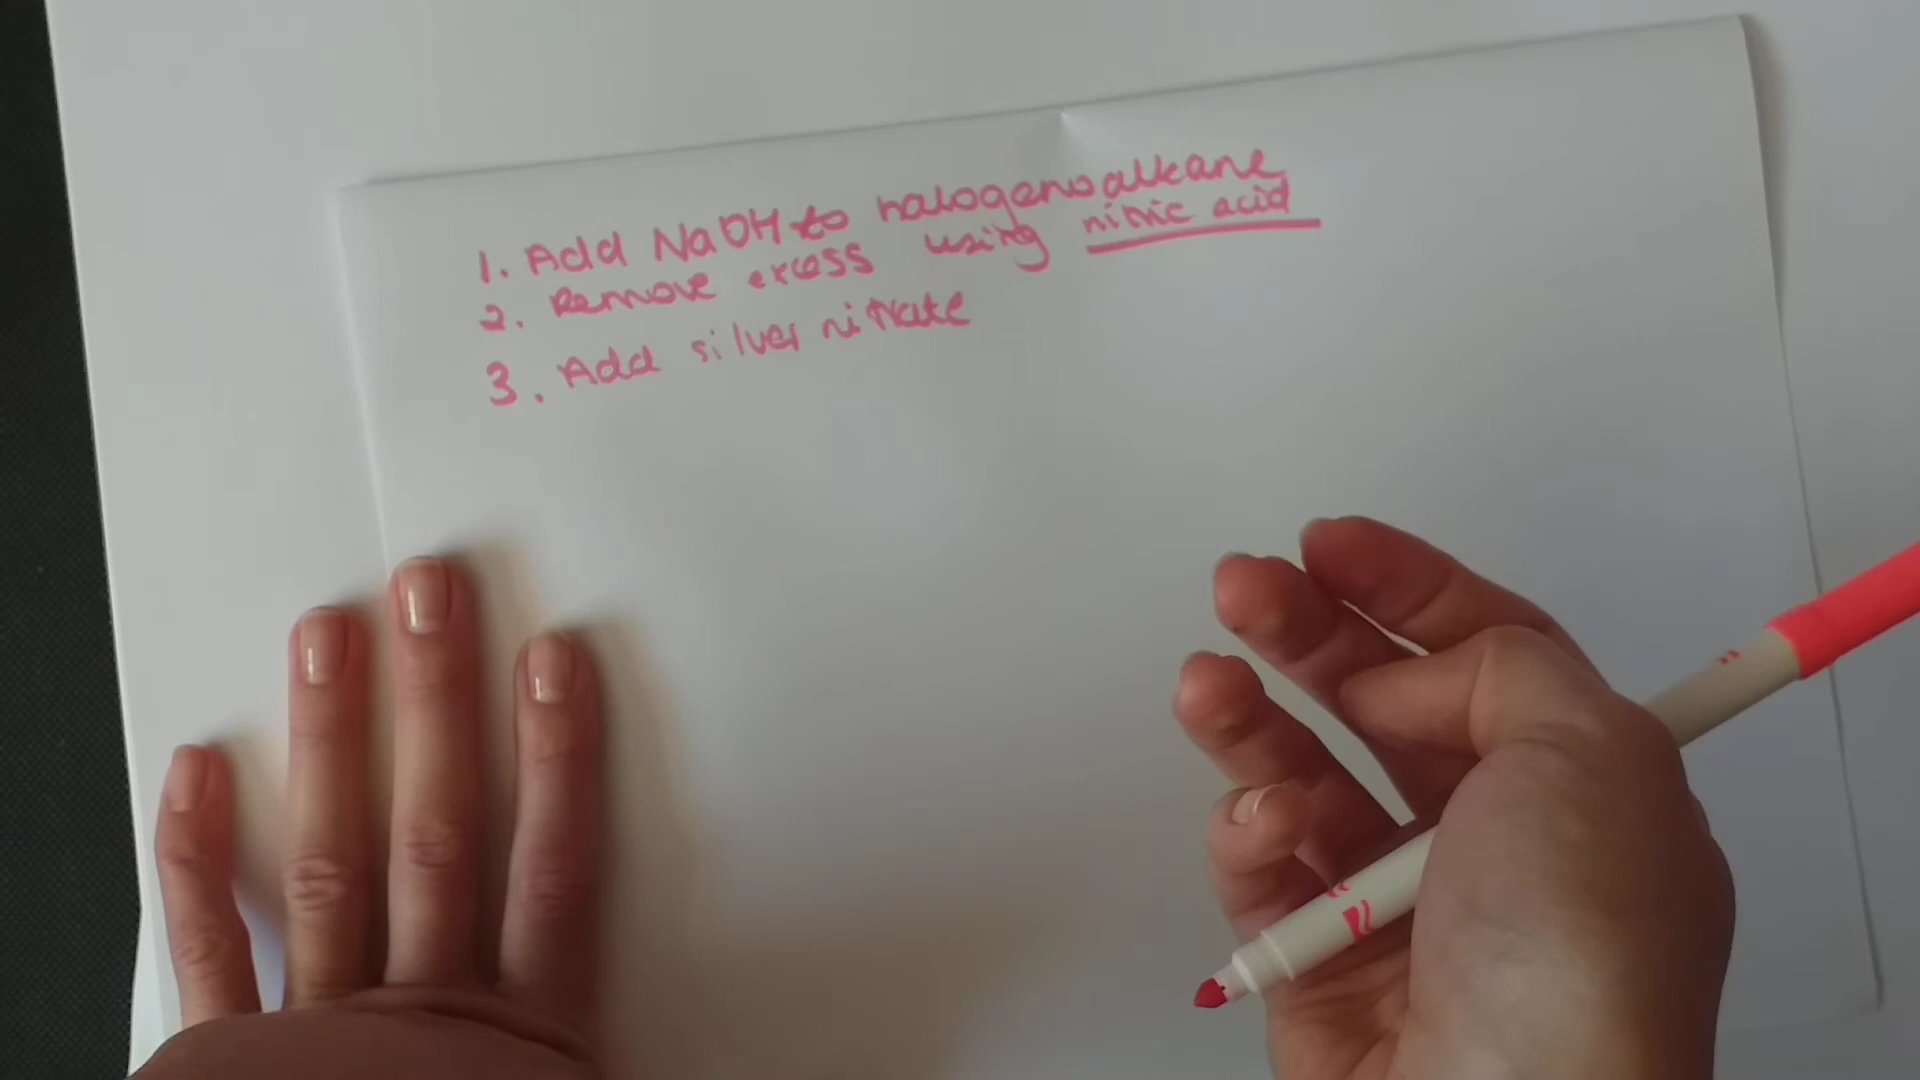 1. Add NaOH to halogenoalkane
2. Remove excess using nitric acid
3. Add silver nitrate